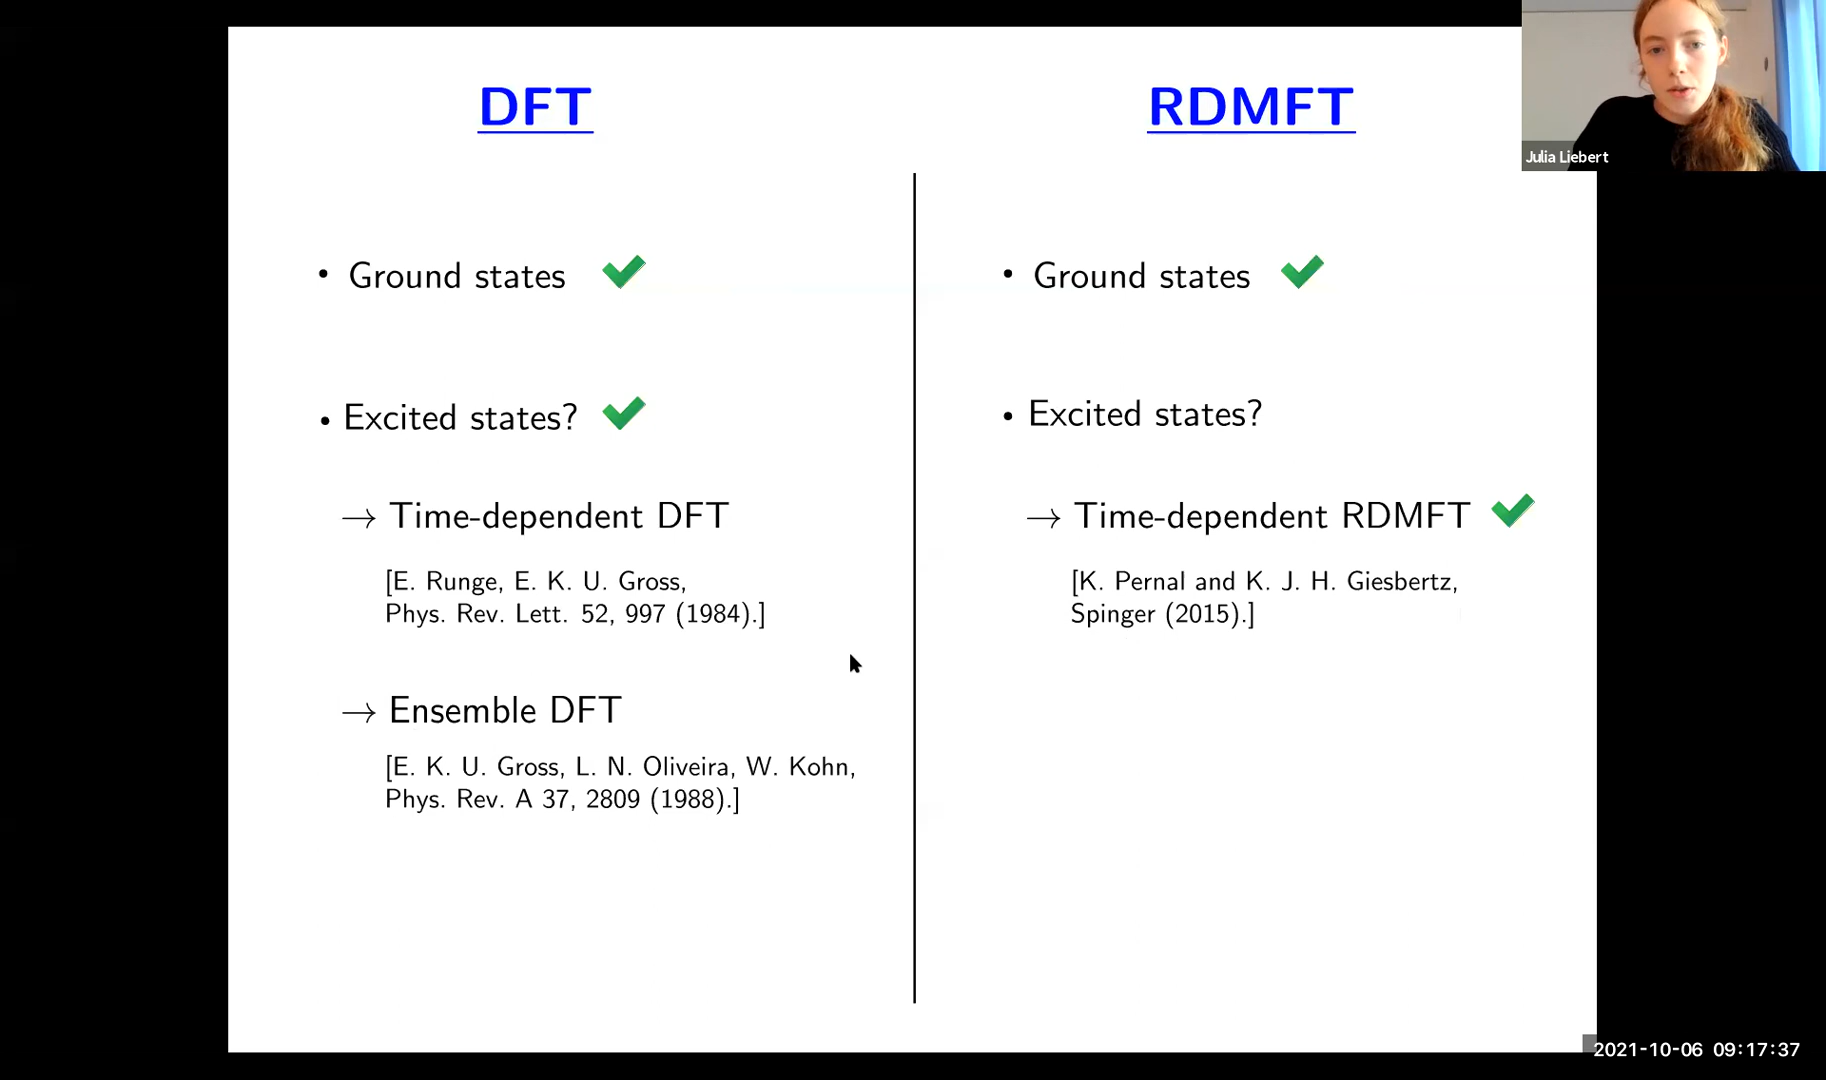 DFT
• Ground states
• Excited states?
→ Time-dependent DFT
[E. Runge, E. K. U. Gross,
Phys. Rev. Lett. 52, 997 (1984).]
→ Ensemble DFT
[E. K. U. Gross, L. N. Oliveira, W. Kohn,
Phys. Rev. A 37, 2809 (1988).]
RDMFT
• Ground states
• Excited states?
→ Time-dependent RDMFT
[K. Pernal and K. J. H. Giesbertz,
Spinger (2015).]
Julia Liebert
2021-10-06 09:17:37